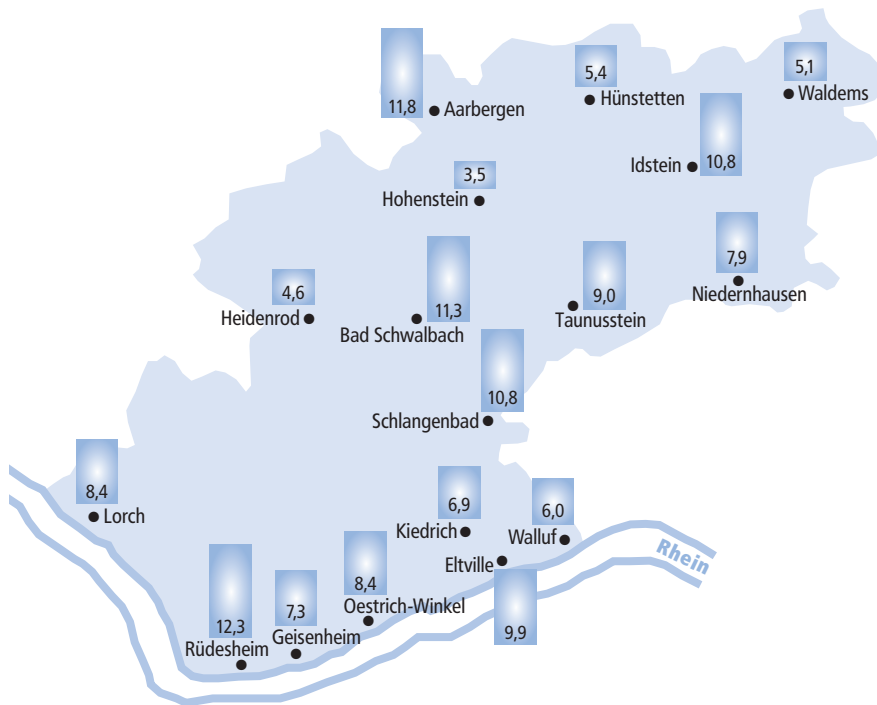 5,4
Hünstetten
5,1
Waldems
11,8
Aarbergen
Idstein
10,8
3,5
Hohenstein
7,9
Niedernhausen
4,6
Heidenrod
11,3
Bad Schwalbach
9,0
Taunusstein
10,8
Schlangenbad
8,4
Lorch
6,9
Kiedrich
6,0
Walluf
Eltville
9,9
Rhein
8,4
Oestrich-Winkel
7,3
Geisenheim
12,3
Rüdesheim